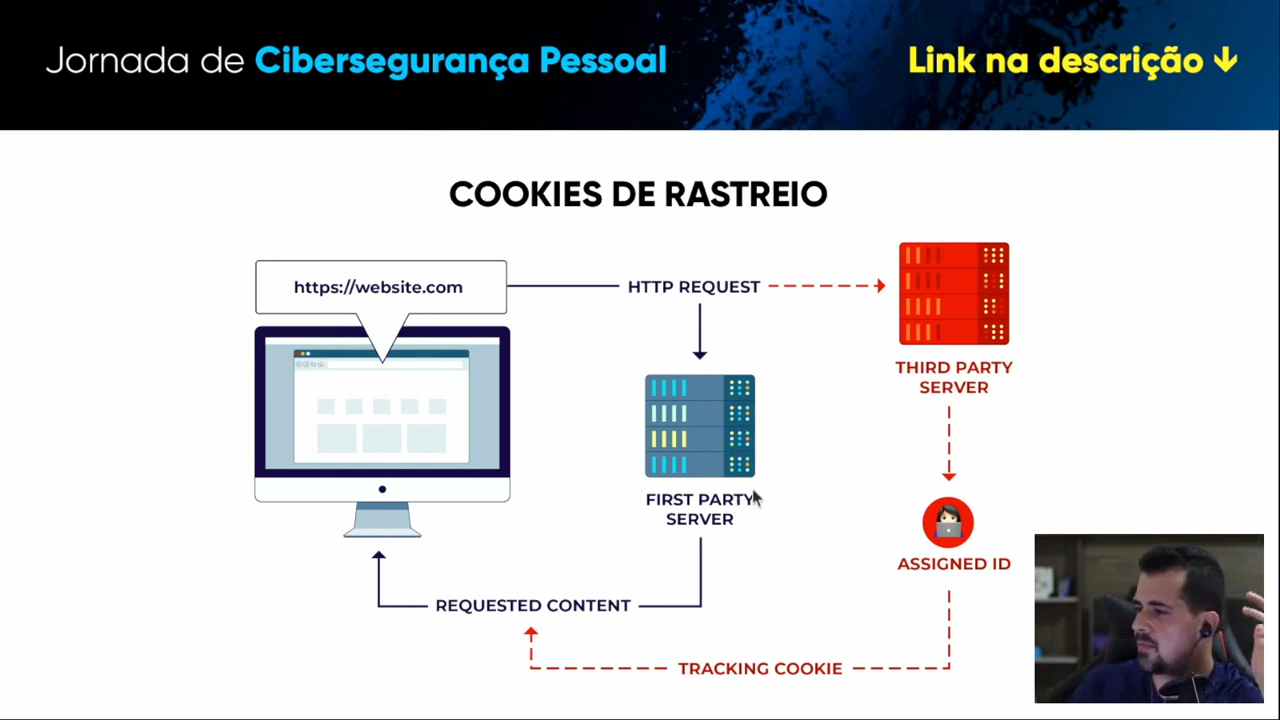 Jornada de Cibersegurança Pessoal
Link na descrição ↓
COOKIES DE RASTREIO
https://website.com
HTTP REQUEST
THIRD PARTY
SERVER
FIRST PARTY
SERVER
ASSIGNED ID
REQUESTED CONTENT
TRACKING COOKIE